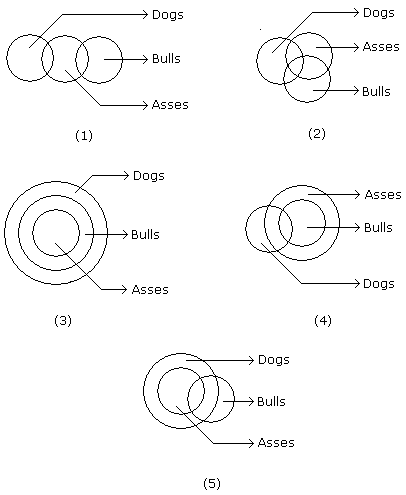 Dogs
Bulls
Asses
(1)
Dogs
Asses
Bulls
(2)
Dogs
Bulls
Asses
(3)
Asses
Bulls
Dogs
(4)
Dogs
Bulls
Asses
(5)